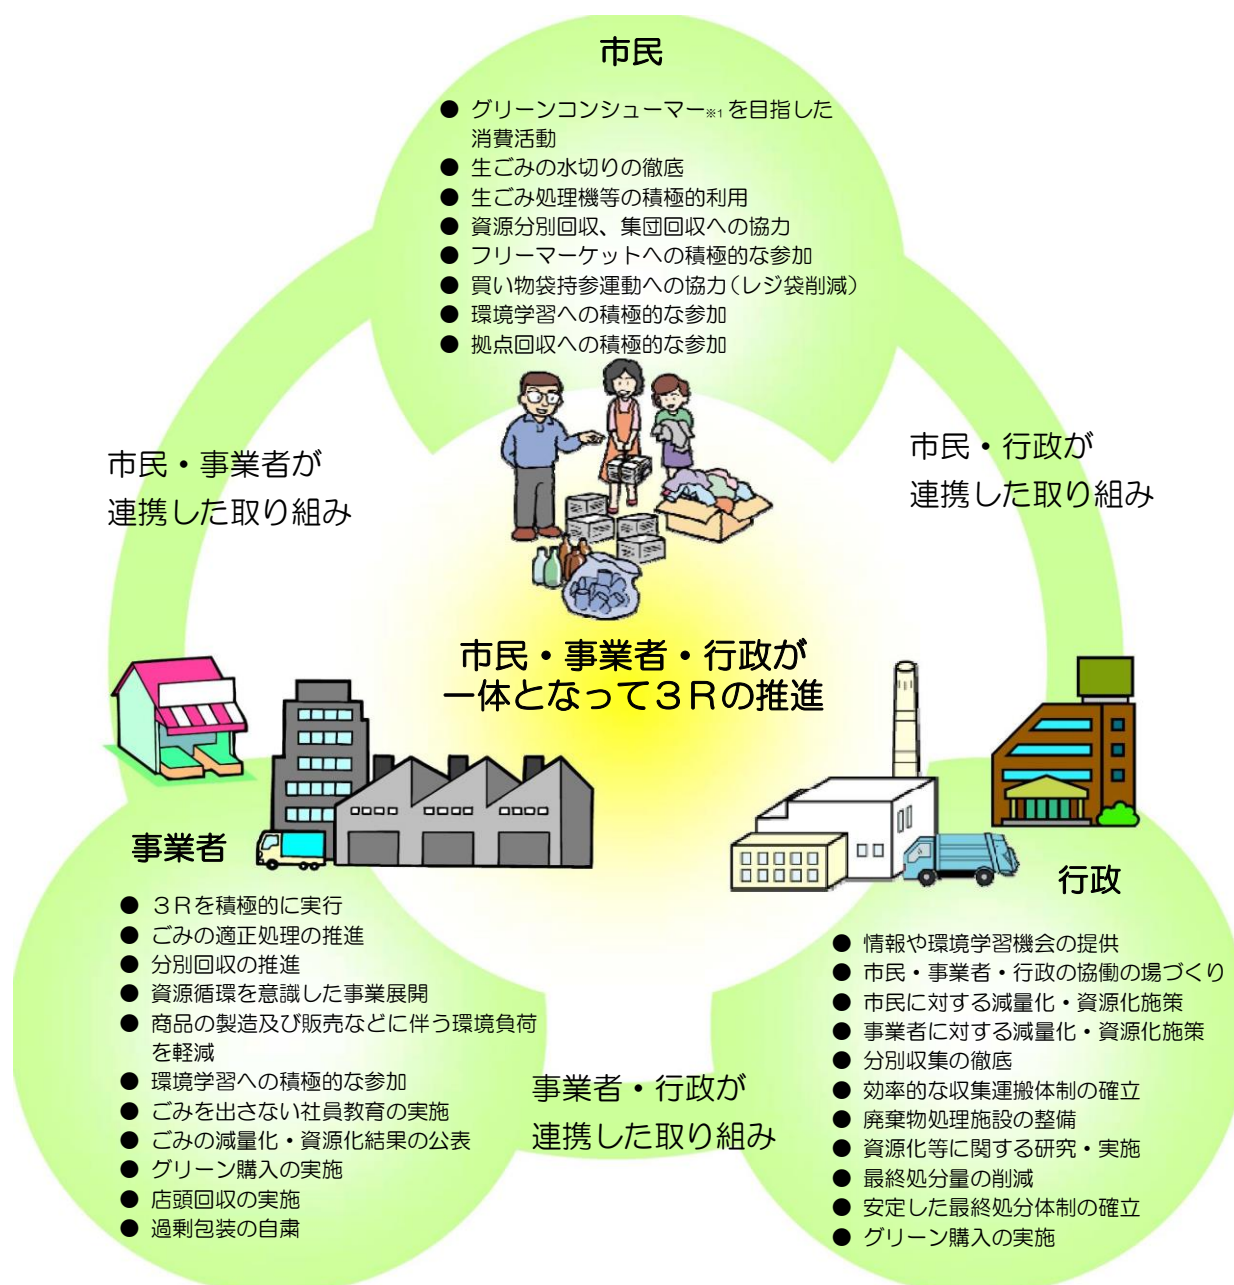 市民
● グリーンコンシューマー※1を目指した
消費活動
● 生ごみの水切りの徹底
● 生ごみ処理機等の積極的利用
● 資源分別回収、集団回収への協力
● フリーマーケットへの積極的な参加
● 買い物袋持参運動への協力(レジ袋削減)
● 環境学習への積極的な参加
● 拠点回収への積極的な参加
市民・事業者が
連携した取り組み
市民・行政が
連携した取り組み
市民・事業者・行政が
一体となって3Rの推進
事業者
● 3Rを積極的に実行
● ごみの適正処理の推進
● 分別回収の推進
● 資源循環を意識した事業展開
● 商品の製造及び販売などに伴う環境負荷
を軽減
● 環境学習への積極的な参加
● ごみを出さない社員教育の実施
● ごみの減量化・資源化結果の公表
● グリーン購入の実施
● 店頭回収の実施
● 過剰包装の自粛
行政
● 情報や環境学習機会の提供
● 市民・事業者・行政の協働の場づくり
● 市民に対する減量化・資源化施策
● 事業者に対する減量化・資源化施策
● 分別収集の徹底
● 効率的な収集運搬体制の確立
● 廃棄物処理施設の整備
● 資源化等に関する研究・実施
● 最終処分量の削減
● 安定した最終処分体制の確立
● グリーン購入の実施
事業者・行政が
連携した取り組み